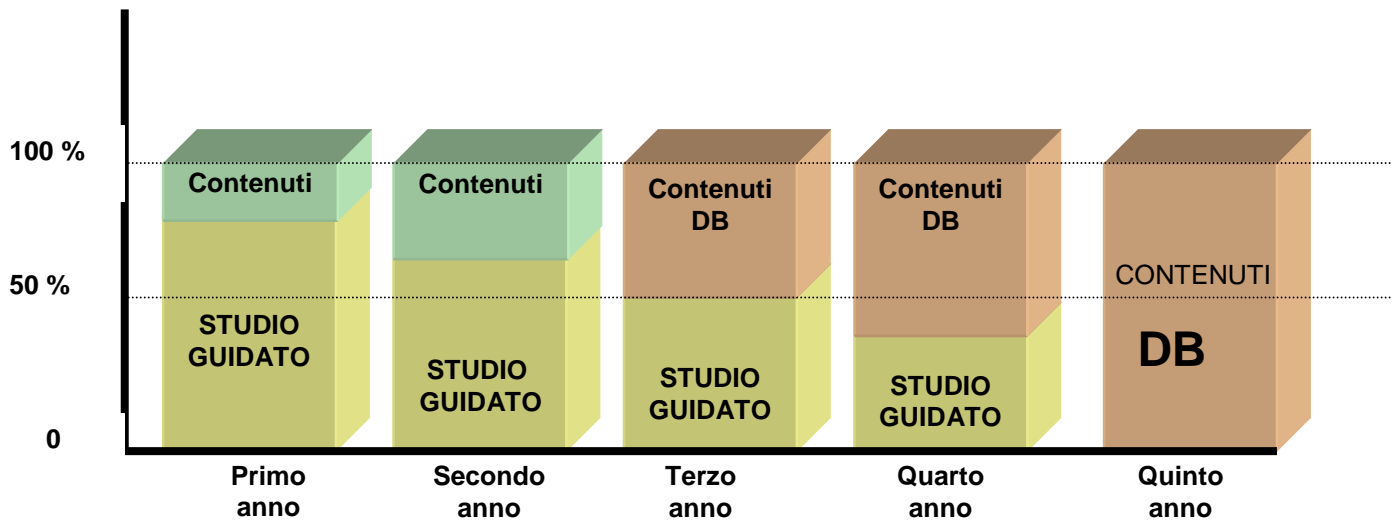 100 %
50 %
0
Contenuti
STUDIO
GUIDATO
Contenuti
STUDIO
GUIDATO
Contenuti
DB
STUDIO
GUIDATO
Contenuti
DB
STUDIO
GUIDATO
CONTENUTI
DB
Primo
anno
Secondo
anno
Terzo
anno
Quarto
anno
Quinto
anno